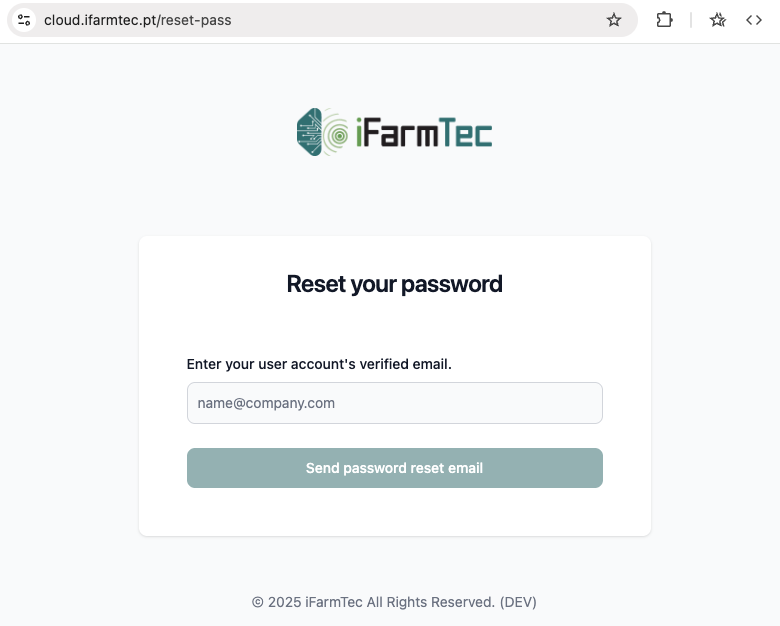 cloud.ifarmtec.pt/reset-pass
iFarmTec
Reset your password
Enter your user account's verified email.
name@company.com
Send password reset email
© 2025 iFarmTec All Rights Reserved. (DEV)